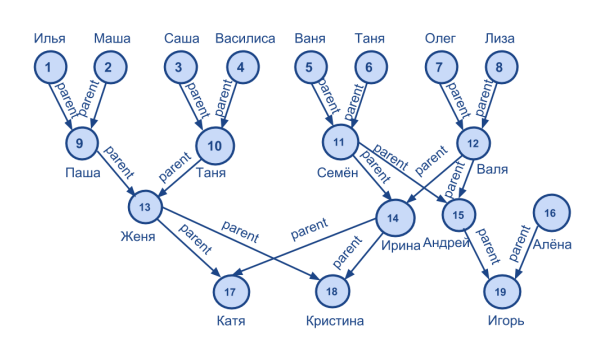 Илья Маша Саша Василиса Ваня Таня Олег Лиза
1 2 3 4 5 6 7 8
parent parent parent parent parent parent parent parent
9 10 11 12
Паша Таня Семён Валя
parent parent parent parent parent parent
13 14 15 16
Женя Ирина Андрей Алёна
parent parent parent parent parent parent
17 18 19
Катя Кристина Игорь